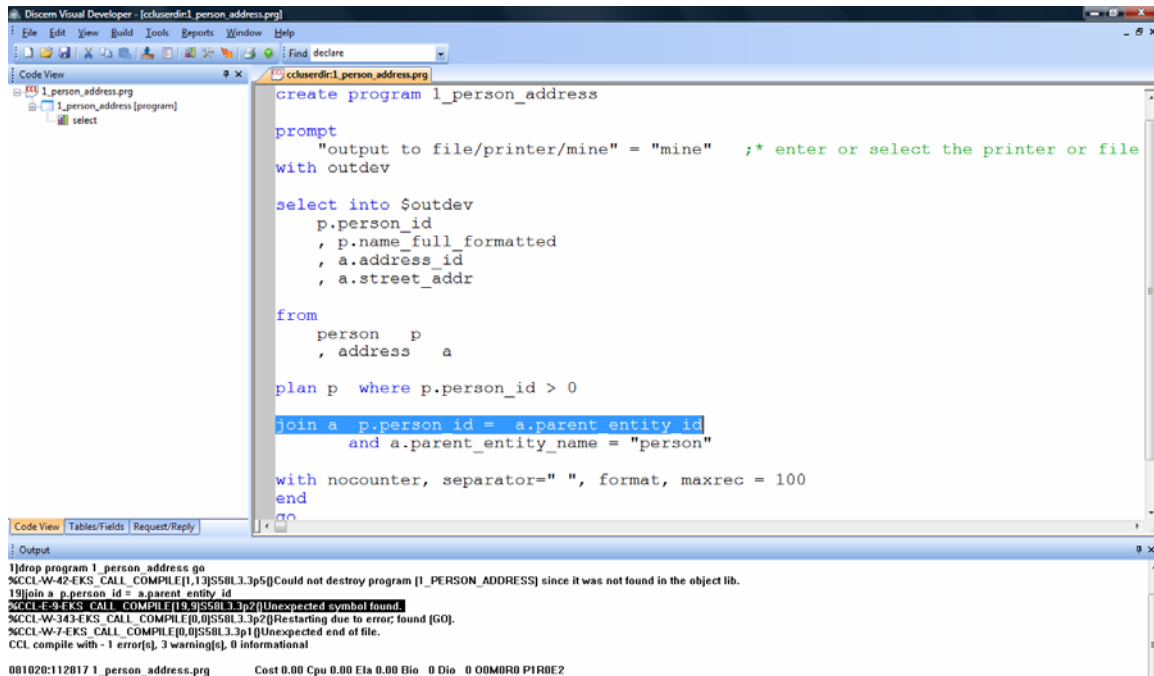 Discern Visual Developer - [ccluserdir:1_person_address.prg]
File Edit View Build Tools Reports Window Help
Find declare
Code View
ccluserdir:1_person_address.prg
1_person_address.prg
1_person_address [program]
select
create program 1_person_address
prompt
"output to file/printer/mine" = "mine" ;* enter or select the printer or file
with outdev
select into $outdev
p.person_id
, p.name_full_formatted
, a.address_id
, a.street_addr
from
person p
, address a
plan p where p.person_id > 0
join a p.person_id = a.parent_entity_id
and a.parent_entity_name = "person"
with nocounter, separator=" ", format, maxrec = 100
end
go
Code View Tables/Fields Request/Reply
Output
1)drop program 1_person_address go
%CCL-W-42-EKS_CALL_COMPILE[1,13]S58L3.3p5{}Could not destroy program (1_PERSON_ADDRESS) since it was not found in the object lib.
19)join a p.person_id = a.parent_entity_id
%CCL-E-9-EKS_CALL_COMPILE[19,9]S58L3.3p2{}Unexpected symbol found.
%CCL-W-343-EKS_CALL_COMPILE[0,0]S58L3.3p2{}Restarting due to error; found (GO).
%CCL-W-7-EKS_CALL_COMPILE[0,0]S58L3.3p1{}Unexpected end of file.
CCL compile with - 1 error[s], 3 warning[s], 0 informational
081020:112817 1_person_address.prg Cost 0.00 Cpu 0.00 Ela 0.00 Bio 0 Dio 0 O0M0R0 P1R0E2